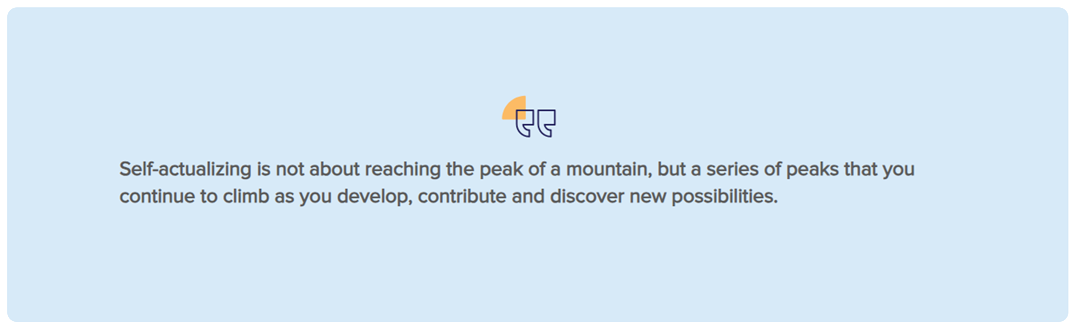 Self-actualizing is not about reaching the peak of a mountain, but a series of peaks that you
continue to climb as you develop, contribute and discover new possibilities.